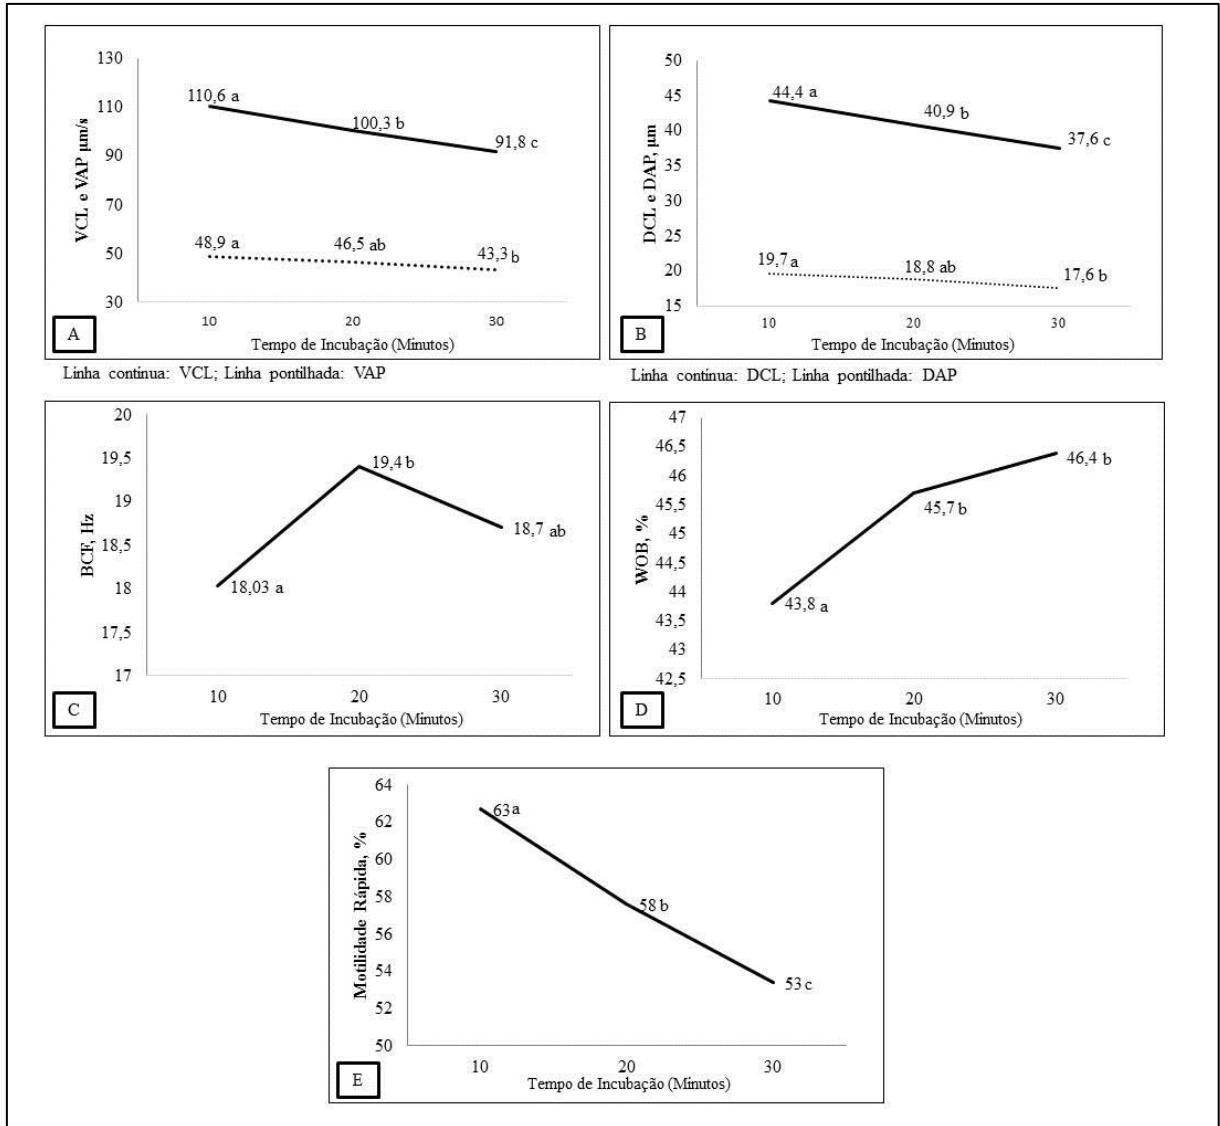 130
110
90
70
50
30
VCL e VAP µm/s
110,6 a
100,3 b
91,8 c
48,9 a
46,5 ab
43,3 b
10 20 30
Tempo de Incubação (Minutos)
A
Linha continua: VCL; Linha pontilhada: VAP
50
45
40
35
30
25
20
15
DCL e DAP, µm
44,4 a
40,9 b
37,6 c
19,7 a
18,8 ab
17,6 b
10 20 30
Tempo de Incubação (Minutos)
B
Linha continua: DCL; Linha pontilhada: DAP
20
19,5
19
18,5
18
17,5
17
BCF, Hz
18,03 a
19,4 b
18,7 ab
10 20 30
Tempo de Incubação (Minutos)
C
47
46,5
46
45,5
45
44,5
44
43,5
43
42,5
WOB, %
43,8 a
45,7 b
46,4 b
10 20 30
Tempo de Incubação (Minutos)
D
64
62
60
58
56
54
52
50
Motilidade Rápida, %
63 a
58 b
53 c
10 20 30
Tempo de Incubação (Minutos)
E